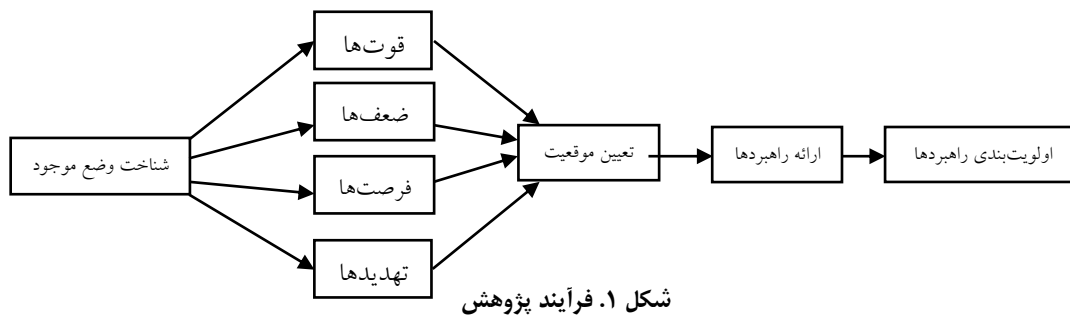 قوت‌ها
ضعف‌ها
شناخت وضع موجود
تعیین موقعیت
ارائه راهبردها
اولویت‌بندی راهبردها
فرصت‌ها
تهدیدها
شکل ۱. فرآیند پژوهش